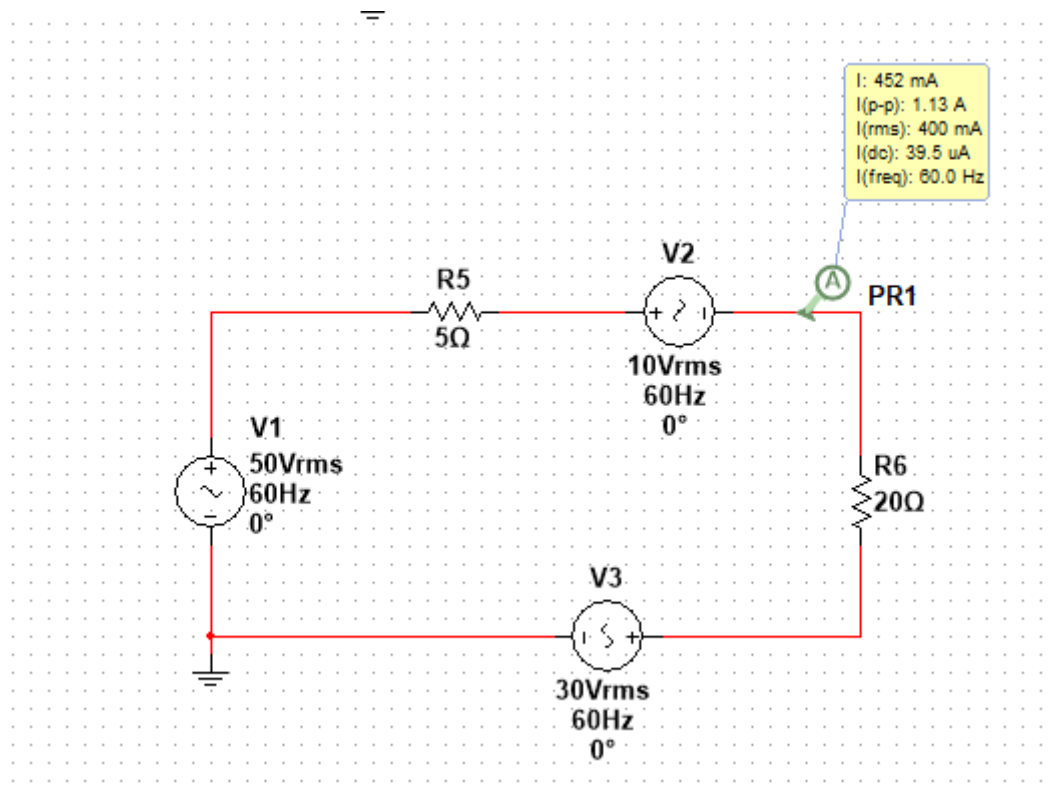 I: 452 mA
I(p-p): 1.13 A
I(rms): 400 mA
I(dc): 39.5 uA
I(freq): 60.0 Hz
A
PR1
V2
10Vrms
60Hz
0°
R5
5Ω
V1
50Vrms
60Hz
0°
R6
20Ω
V3
30Vrms
60Hz
0°